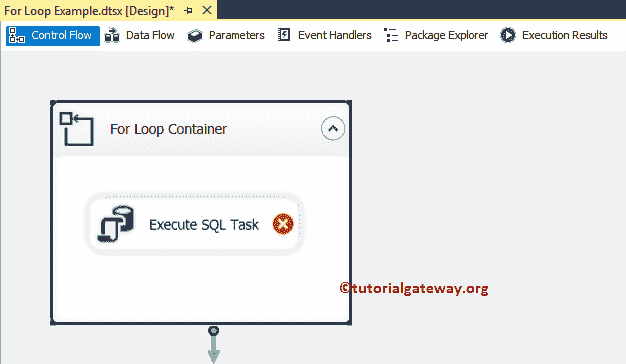 For Loop Example.dtsx [Design]*
Control Flow Data Flow Parameters Event Handlers Package Explorer Execution Results
For Loop Container
Execute SQL Task
©tutorialgateway.org